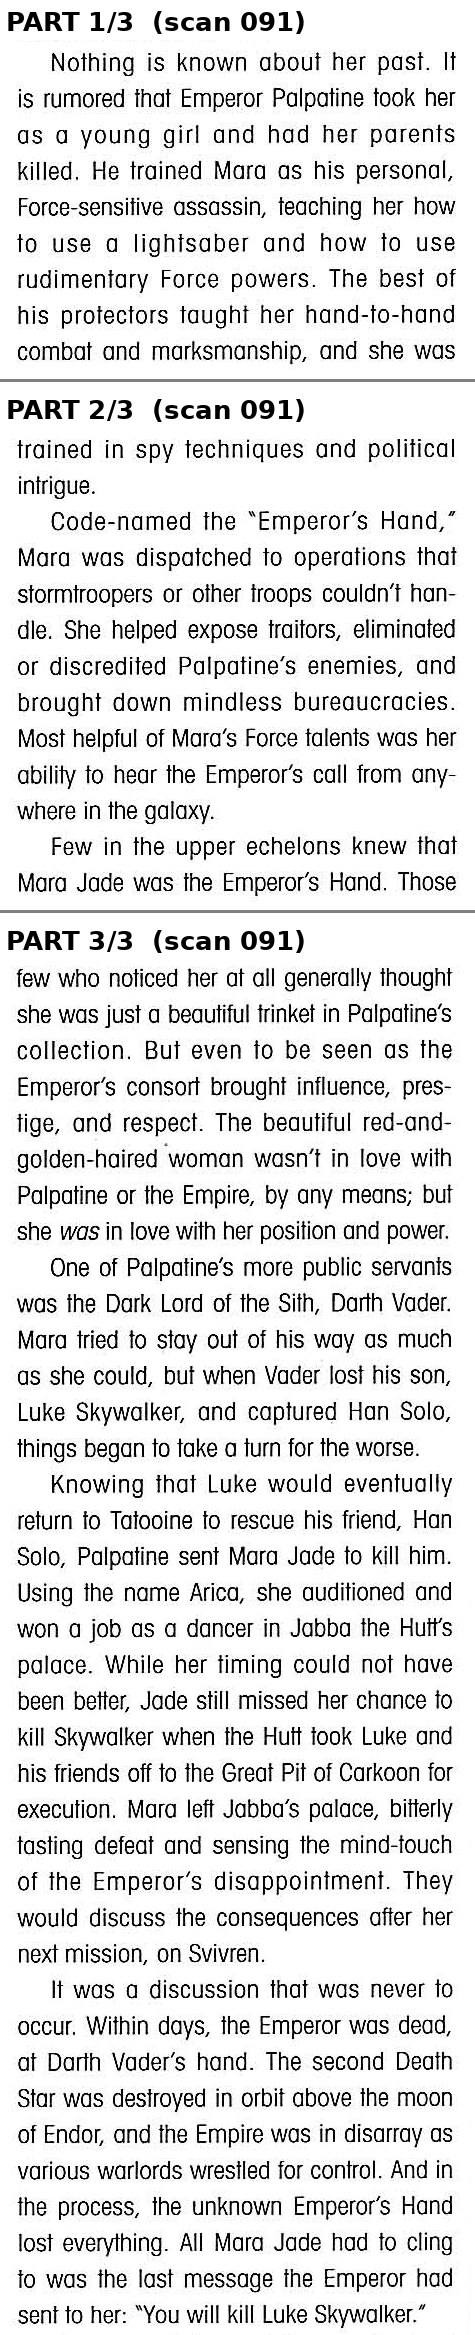 PART 1/3 (scan 091)
Nothing is known about her past. It
is rumored that Emperor Palpatine took her
as a young girl and had her parents
killed. He trained Mara as his personal,
Force-sensitive assassin, teaching her how
to use a lightsaber and how to use
rudimentary Force powers. The best of
his protectors taught her hand-to-hand
combat and marksmanship, and she was
PART 2/3 (scan 091)
trained in spy techniques and political
intrigue.
Code-named the “Emperor’s Hand,”
Mara was dispatched to operations that
stormtroopers or other troops couldn’t han-
dle. She helped expose traitors, eliminated
or discredited Palpatine’s enemies, and
brought down mindless bureaucracies.
Most helpful of Mara’s Force talents was her
ability to hear the Emperor’s call from any-
where in the galaxy.
Few in the upper echelons knew that
Mara Jade was the Emperor’s Hand. Those
PART 3/3 (scan 091)
few who noticed her at all generally thought
she was just a beautiful trinket in Palpatine’s
collection. But even to be seen as the
Emperor’s consort brought influence, pres-
tige, and respect. The beautiful red-and-
golden-haired woman wasn’t in love with
Palpatine or the Empire, by any means; but
she was in love with her position and power.
One of Palpatine’s more public servants
was the Dark Lord of the Sith, Darth Vader.
Mara tried to stay out of his way as much
as she could, but when Vader lost his son,
Luke Skywalker, and captured Han Solo,
things began to take a turn for the worse.
Knowing that Luke would eventually
return to Tatooine to rescue his friend, Han
Solo, Palpatine sent Mara Jade to kill him.
Using the name Arica, she auditioned and
won a job as a dancer in Jabba the Hutt’s
palace. While her timing could not have
been better, Jade still missed her chance to
kill Skywalker when the Hutt took Luke and
his friends off to the Great Pit of Carkoon for
execution. Mara left Jabba’s palace, bitterly
tasting defeat and sensing the mind-touch
of the Emperor’s disappointment. They
would discuss the consequences after her
next mission, on Svivren.
It was a discussion that was never to
occur. Within days, the Emperor was dead,
at Darth Vader’s hand. The second Death
Star was destroyed in orbit above the moon
of Endor, and the Empire was in disarray as
various warlords wrestled for control. And in
the process, the unknown Emperor’s Hand
lost everything. All Mara Jade had to cling
to was the last message the Emperor had
sent to her: “You will kill Luke Skywalker.”